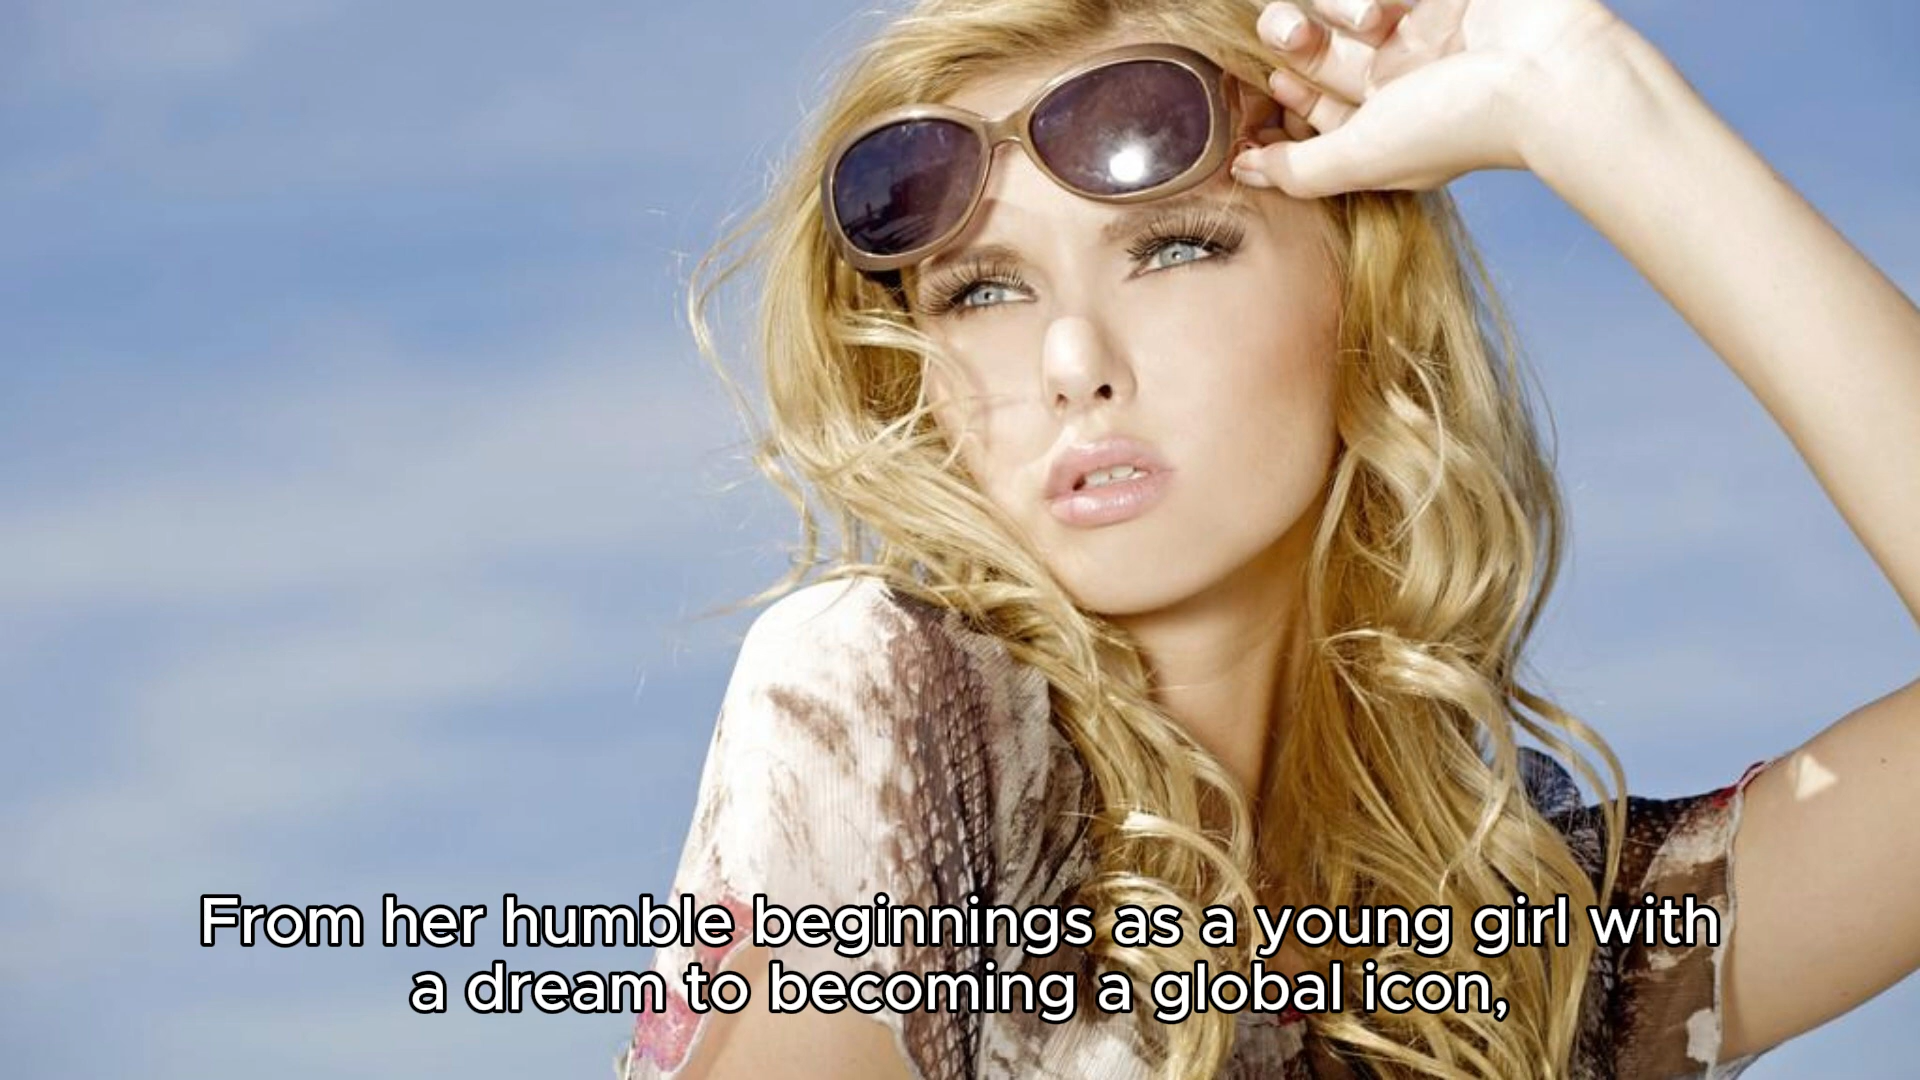 From her humble beginnings as a young girl with
a dream to becoming a global icon,